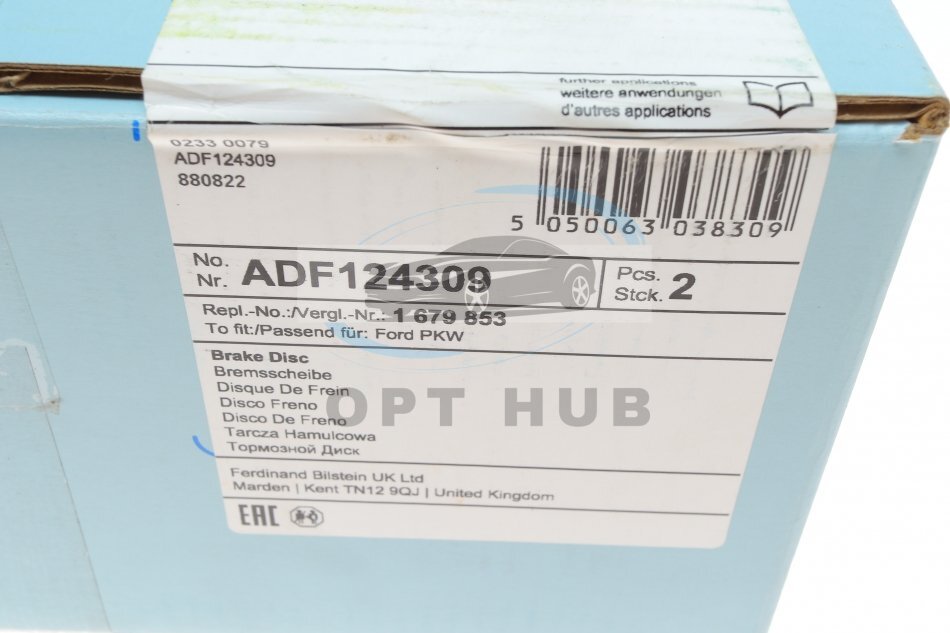 further applications
weitere anwendungen
d'autres applications
0233 0079
ADF124309
880822
5 050063 038309
No.
Nr. ADF124309
Pcs.
Stck. 2
Repl.-No.:/Vergl.-Nr.: 1 679 853
To fit:/Passend für: Ford PKW
Brake Disc
Bremsscheibe
Disque De Frein
Disco Freno
Disco De Freno
Tarcza Hamulcowa
Тормозной Диск
OPT HUB
Ferdinand Bilstein UK Ltd
Marden | Kent TN12 9QJ | United Kingdom
EAC